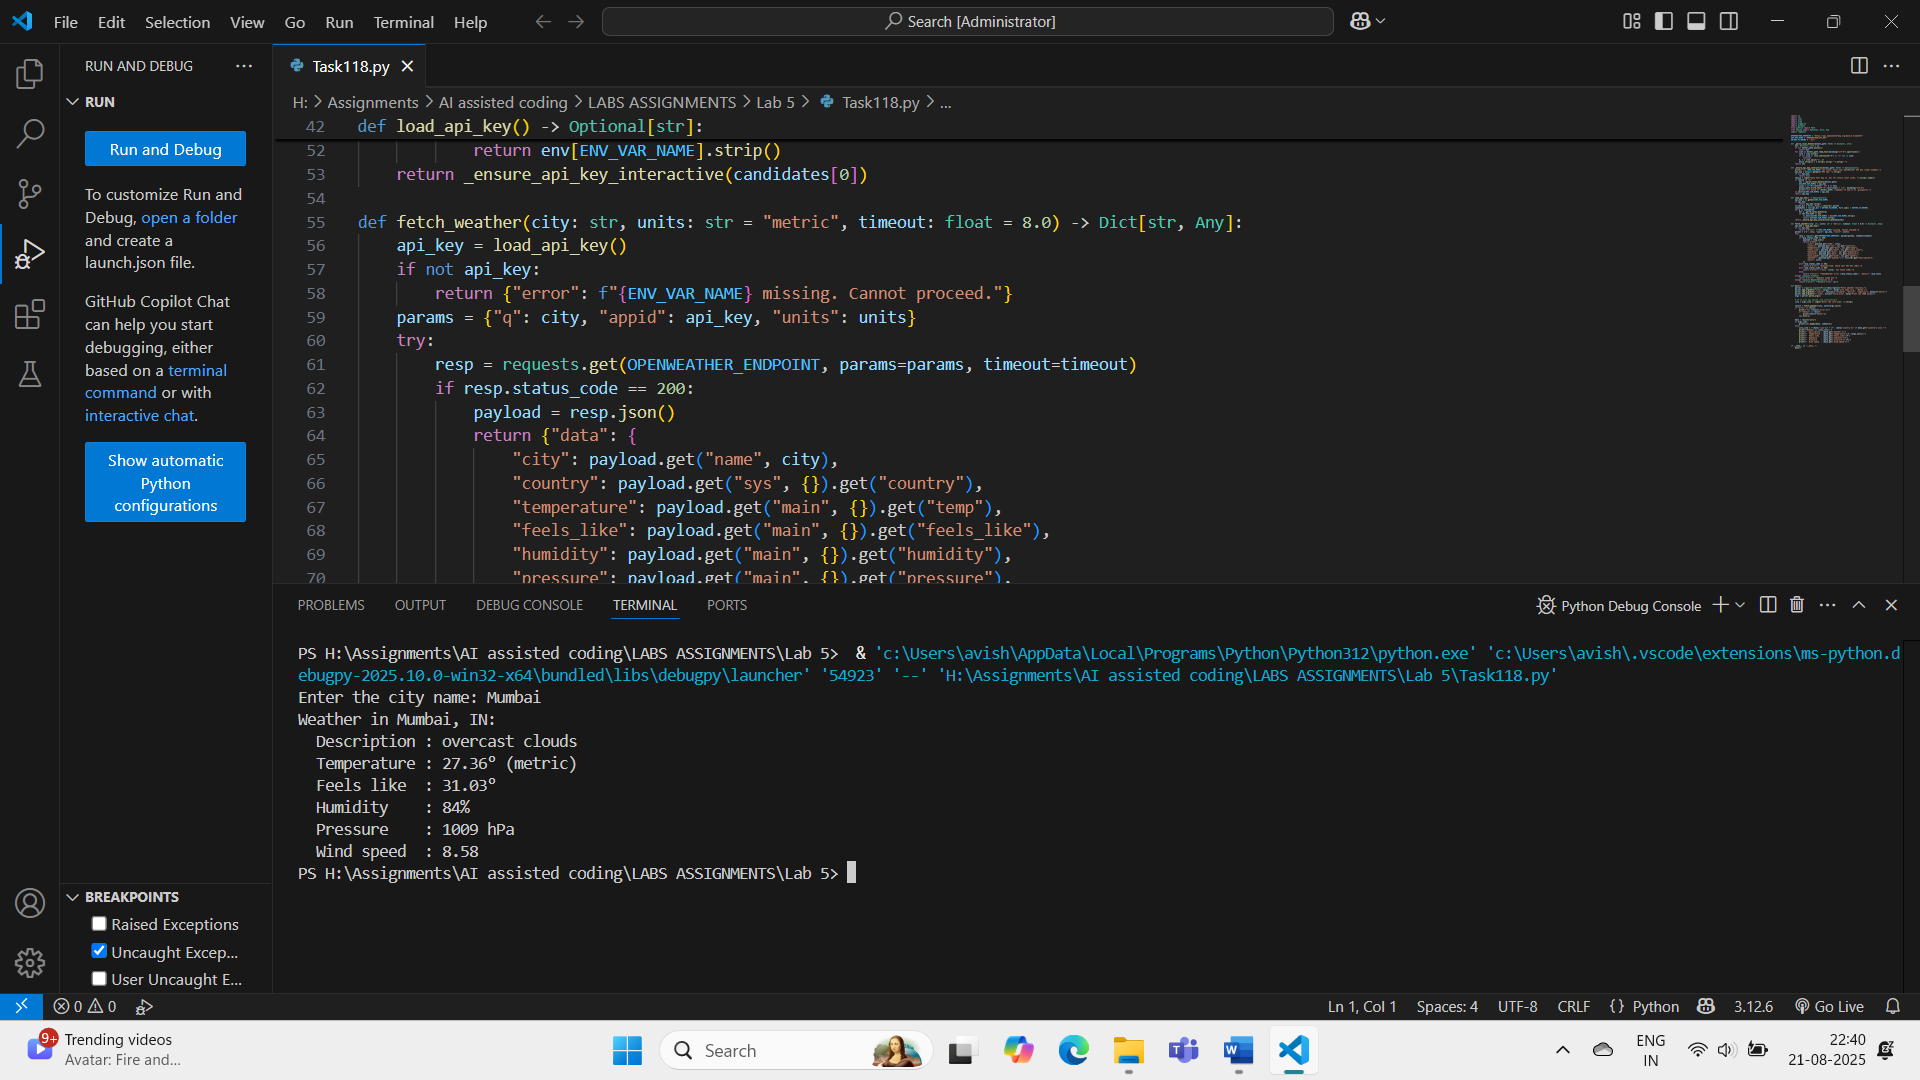 File Edit Selection View Go Run Terminal Help
Search [Administrator]
RUN AND DEBUG
RUN
Run and Debug
To customize Run and
Debug, open a folder
and create a
launch.json file.
GitHub Copilot Chat
can help you start
debugging, either
based on a terminal
command or with
interactive chat.
Show automatic
Python
configurations
BREAKPOINTS
Raised Exceptions
Uncaught Excep...
User Uncaught E...
Task118.py
H: > Assignments > AI assisted coding > LABS ASSIGNMENTS > Lab 5 > Task118.py > ...
42 def load_api_key() -> Optional[str]:
52 return env[ENV_VAR_NAME].strip()
53 return _ensure_api_key_interactive(candidates[0])
54
55 def fetch_weather(city: str, units: str = "metric", timeout: float = 8.0) -> Dict[str, Any]:
56 api_key = load_api_key()
57 if not api_key:
58 return {"error": f"{ENV_VAR_NAME} missing. Cannot proceed."}
59 params = {"q": city, "appid": api_key, "units": units}
60 try:
61 resp = requests.get(OPENWEATHER_ENDPOINT, params=params, timeout=timeout)
62 if resp.status_code == 200:
63 payload = resp.json()
64 return {"data": {
65 "city": payload.get("name", city),
66 "country": payload.get("sys", {}).get("country"),
67 "temperature": payload.get("main", {}).get("temp"),
68 "feels_like": payload.get("main", {}).get("feels_like"),
69 "humidity": payload.get("main", {}).get("humidity"),
70 "pressure": payload.get("main", {}).get("pressure"),
PROBLEMS OUTPUT DEBUG CONSOLE TERMINAL PORTS
Python Debug Console
PS H:\Assignments\AI assisted coding\LABS ASSIGNMENTS\Lab 5>  & 'c:\Users\avish\AppData\Local\Programs\Python\Python312\python.exe' 'c:\Users\avish\.vscode\extensions\ms-python.d
ebugpy-2025.10.0-win32-x64\bundled\libs\debugpy\launcher' '54923' '--' 'H:\Assignments\AI assisted coding\LABS ASSIGNMENTS\Lab 5\Task118.py'
Enter the city name: Mumbai
Weather in Mumbai, IN:
Description : overcast clouds
Temperature : 27.36° (metric)
Feels like : 31.03°
Humidity : 84%
Pressure : 1009 hPa
Wind speed : 8.58
PS H:\Assignments\AI assisted coding\LABS ASSIGNMENTS\Lab 5>
0 0
Ln 1, Col 1 Spaces: 4 UTF-8 CRLF {} Python 3.12.6 Go Live
9+
Trending videos
Avatar: Fire and...
Search
ENG
IN
22:40
21-08-2025